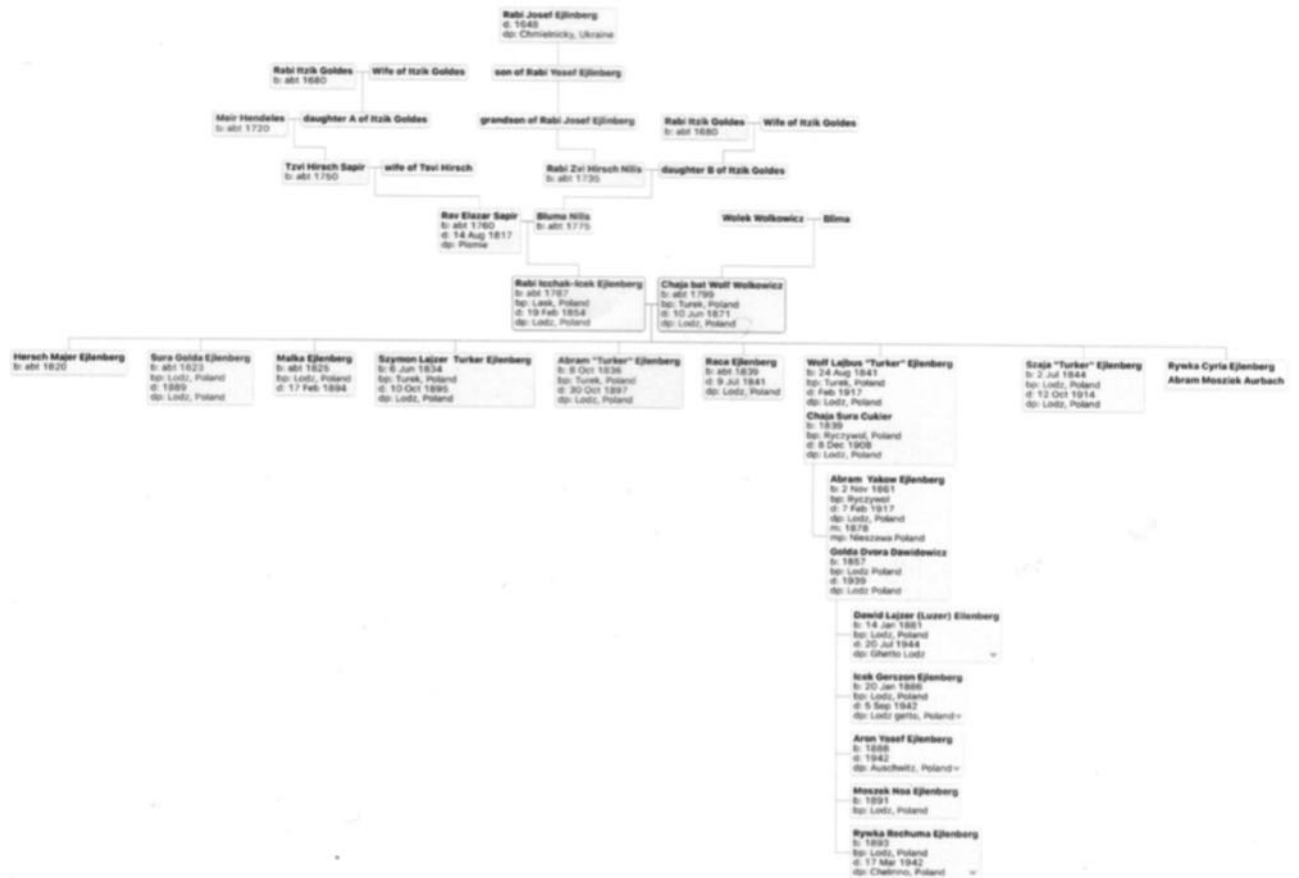 Rabi Josef Ejlinberg
d: 1648
dp: Chmielnicky, Ukraine
Rabi Itzik Goldes
b: abt 1680
Wife of Itzik Goldes
son of Rabi Yosef Ejlinberg
Meir Hendeles
b: abt 1720
daughter A of Itzik Goldes
grandson of Rabi Josef Ejlinberg
Rabi Itzik Goldes
b: abt 1680
Wife of Itzik Goldes
Tzvi Hirsch Sapir
b: abt 1750
wife of Tsvi Hirsch
Rabi Zvi Hirsch Nilis
b: abt 1735
daughter B of Itzik Goldes
Rav Elazar Sapir
b: abt 1760
d: 14 Aug 1817
dp:
Bluma Nilis
b: abt 1775
Wolek Wolkowicz
Blima
Rabi Icchak-Icek Ejlenberg
b: abt 1787
bp: Lask, Poland
d: 19 Feb 1854
dp: Lodz, Poland
Chaja bat Wolf Wolkowicz
b: abt 1799
bp: Turek, Poland
d: 10 Jun 1871
dp: Lodz, Poland
Hersch Majer Ejlenberg
b: abt 1820
Sura Golda Ejlenberg
b: abt 1823
bp: Lodz, Poland
d: 1889
dp: Lodz, Poland
Malka Ejlenberg
b: abt 1825
bp: Lodz, Poland
d: 17 Feb 1894
Szymon Lajzer Turker Ejlenberg
b: 6 Jun 1834
bp: Turek, Poland
d: 10 Oct 1895
dp: Lodz, Poland
Abram "Turker" Ejlenberg
b: 8 Oct 1836
bp: Turek, Poland
d: 30 Oct 1897
dp: Lodz, Poland
Raca Ejlenberg
b: abt 1839
d: 9 Jul 1841
dp: Lodz, Poland
Wolf Lajbus "Turker" Ejlenberg
b: 24 Aug 1841
bp: Turek, Poland
d: Feb 1917
dp: Lodz, Poland
Chaja Sura Cukier
b: 1839
bp: Ryczywol, Poland
d: 8 Dec 1908
dp: Lodz, Poland
Szaja "Turker" Ejlenberg
b: 2 Jul 1844
bp: Lodz, Poland
d: 12 Oct 1914
dp: Lodz, Poland
Rywka Cyrla Ejlenberg
Abram Mosziek Aurbach
Abram Yakow Ejlenberg
b: 2 Nov 1861
bp: Ryczywol
d: 7 Feb 1917
dp: Lodz, Poland
m: 1878
mp: Nieszawa Poland
Golda Dvora Dawidowicz
b: 1857
bp: Lodz Poland
d: 1939
dp: Lodz Poland
Dawid Lajzer (Luzer) Eilenberg
b: 14 Jan 1881
bp: Lodz, Poland
d: 20 Jul 1944
dp: Ghetto Lodz
Icek Gerszon Ejlenberg
b: 20 Jan 1886
bp: Lodz, Poland
d: 5 Sep 1942
dp: Lodz getto, Poland
Aron Yosef Ejlenberg
b: 1888
d: 1942
dp: Auschwitz, Poland
Moszek Noa Ejlenberg
b: 1891
bp: Lodz, Poland
Rywka Rochuma Ejlenberg
b: 1893
bp: Lodz, Poland
d: 17 Mar 1942
dp: Chelmno, Poland